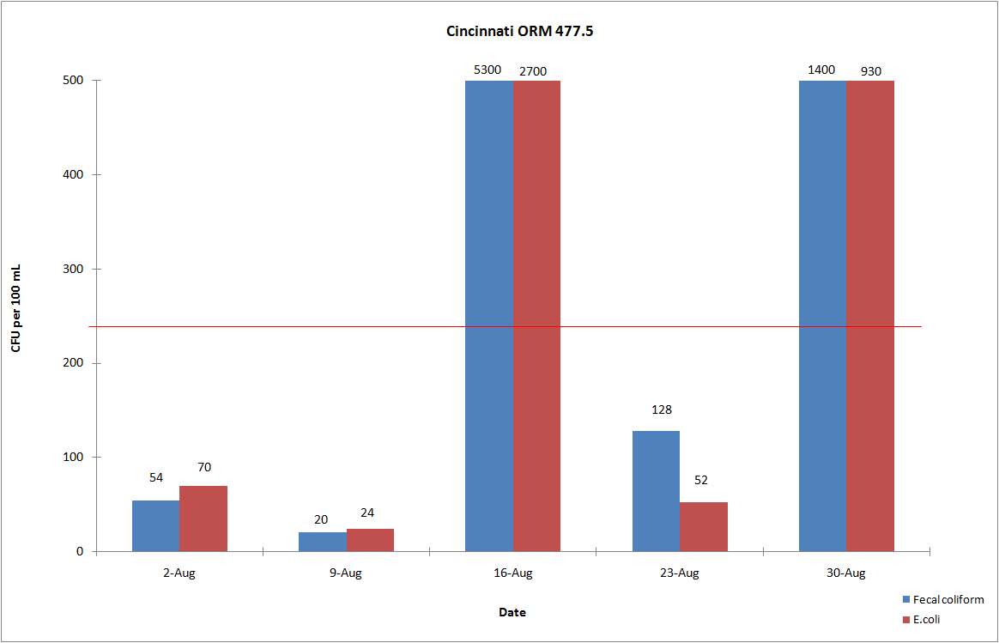 Cincinnati ORM 477.5
5300 2700 1400 930
500
400
300
200
100
0
CFU per 100 mL
128
54 70 52
20 24
2-Aug 9-Aug 16-Aug 23-Aug 30-Aug
Date
Fecal coliform
E.coli